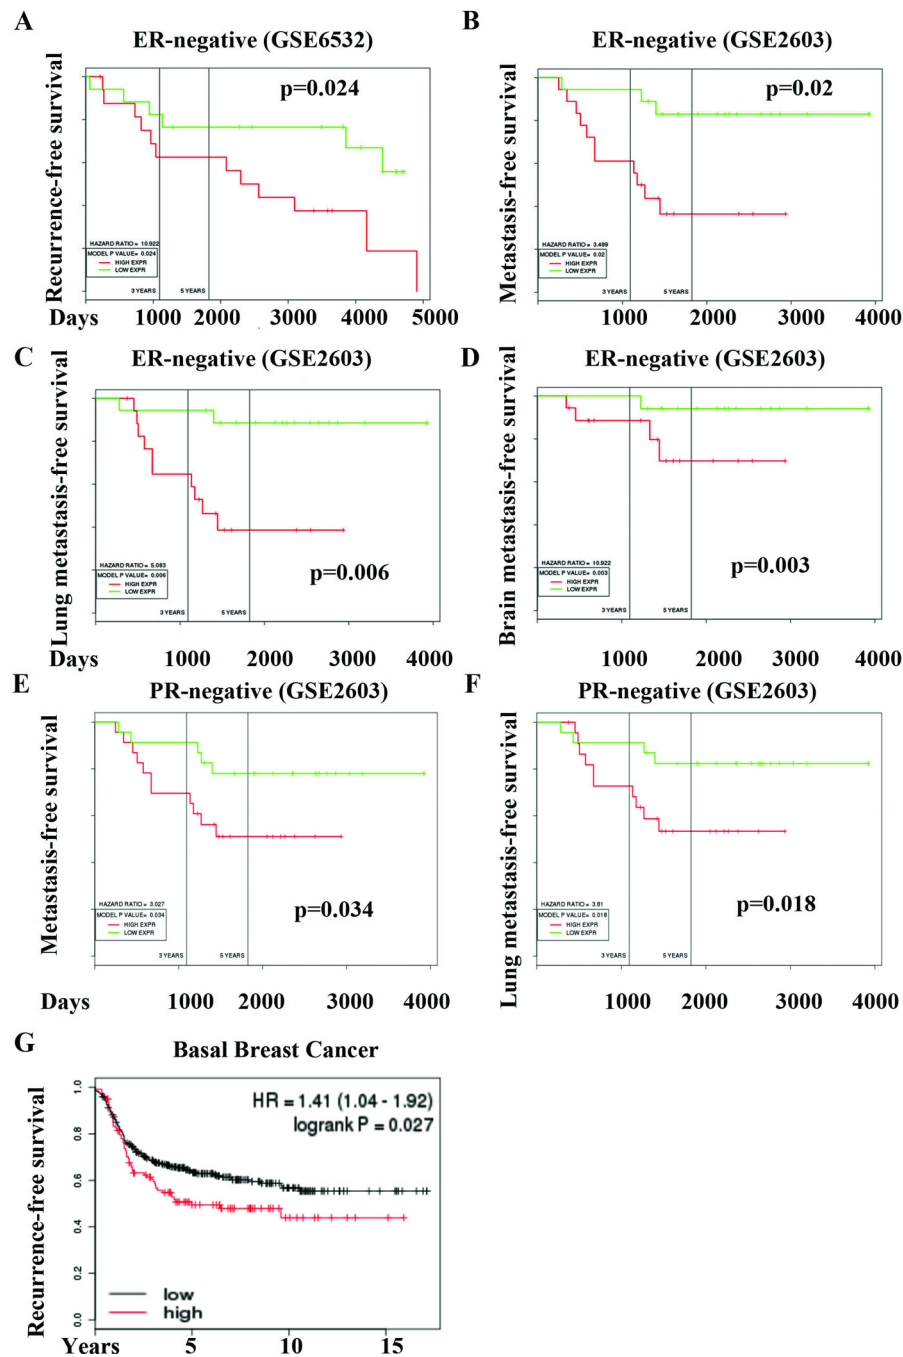 A
ER-negative (GSE6532)
p=0.024
Recurrence-free survival
HAZARD RATIO = 10.922
MODEL P VALUE= 0.024
HIGH EXPR
LOW EXPR
3 YEARS
5 YEARS
Days 1000 2000 3000 4000 5000
B
ER-negative (GSE2603)
p=0.02
Metastasis-free survival
HAZARD RATIO = 3.489
MODEL P VALUE= 0.02
HIGH EXPR
LOW EXPR
3 YEARS
5 YEARS
1000 2000 3000 4000
C
ER-negative (GSE2603)
Lung metastasis-free survival
HAZARD RATIO = 5.083
MODEL P VALUE= 0.006
HIGH EXPR
LOW EXPR
p=0.006
3 YEARS
5 YEARS
Days 1000 2000 3000 4000
D
ER-negative (GSE2603)
Brain metastasis-free survival
HAZARD RATIO = 10.922
MODEL P VALUE= 0.003
HIGH EXPR
LOW EXPR
p=0.003
3 YEARS
5 YEARS
1000 2000 3000 4000
E
PR-negative (GSE2603)
Metastasis-free survival
HAZARD RATIO = 3.027
MODEL P VALUE= 0.034
HIGH EXPR
LOW EXPR
p=0.034
3 YEARS
5 YEARS
Days 1000 2000 3000 4000
F
PR-negative (GSE2603)
Lung metastasis-free survival
HAZARD RATIO = 3.81
MODEL P VALUE= 0.018
HIGH EXPR
LOW EXPR
p=0.018
3 YEARS
5 YEARS
1000 2000 3000 4000
G
Basal Breast Cancer
Recurrence-free survival
1.0
0.8
0.6
0.4
0.2
0.0
HR = 1.41 (1.04 - 1.92)
logrank P = 0.027
low
high
Years 5 10 15